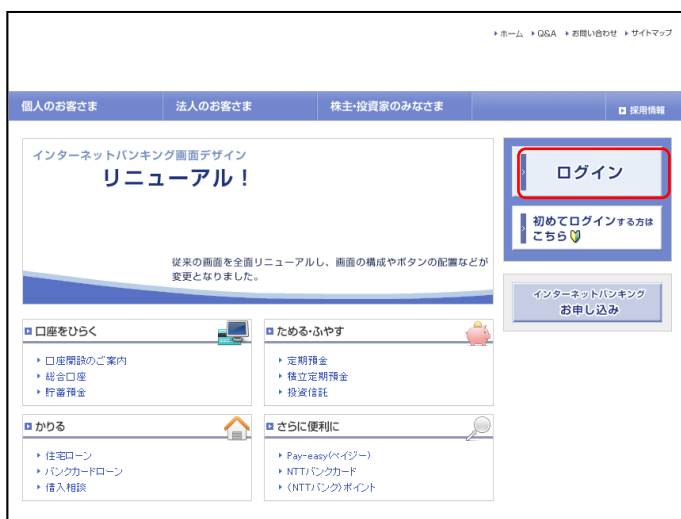 ホーム Q&A お問い合わせ サイトマップ
個人のお客さま 法人のお客さま 株主・投資家のみなさま 採用情報
インターネットバンキング画面デザイン
リニューアル！
従来の画面を全面リニューアルし、画面の構成やボタンの配置などが
変更となりました。
ログイン
初めてログインする方は
こちら
インターネットバンキング
お申し込み
口座をひらく
口座開設のご案内
総合口座
貯蓄預金
ためる・ふやす
定期預金
積立定期預金
投資信託
かりる
住宅ローン
バンクカードローン
借入相談
さらに便利に
Pay-easy(ペイジー)
NTTバンクカード
(NTTバンク)ポイント